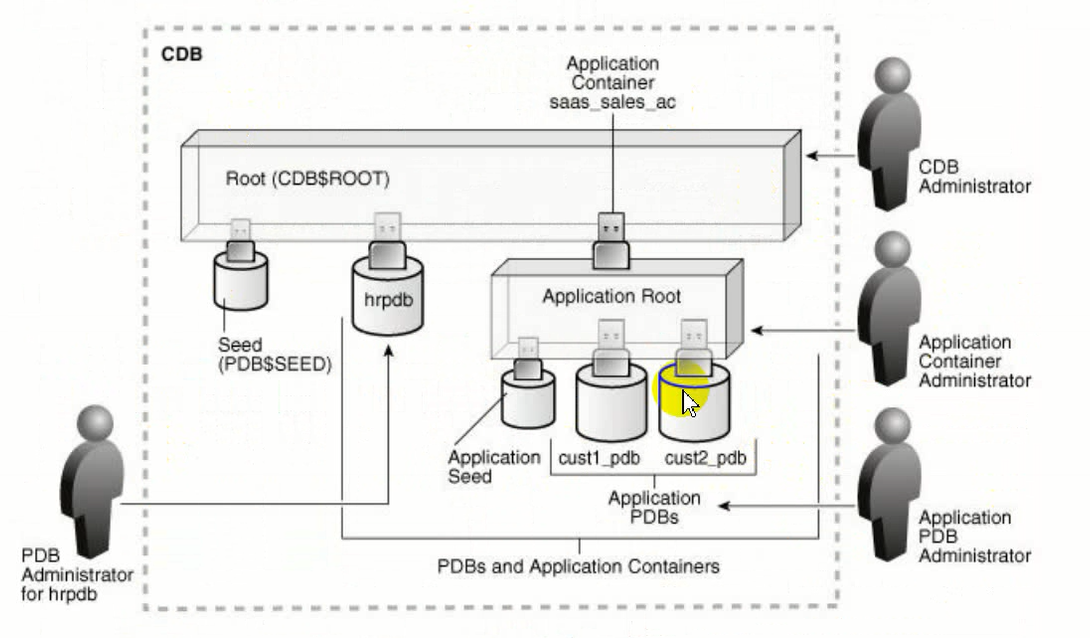 CDB
Application
Container
saas_sales_ac
Root (CDB$ROOT)
CDB
Administrator
hrpdb
Application Root
Seed
(PDB$SEED)
Application
Container
Administrator
Application
Seed
cust1_pdb
cust2_pdb
Application
PDBs
Application
PDB
Administrator
PDB
Administrator
for hrpdb
PDBs and Application Containers